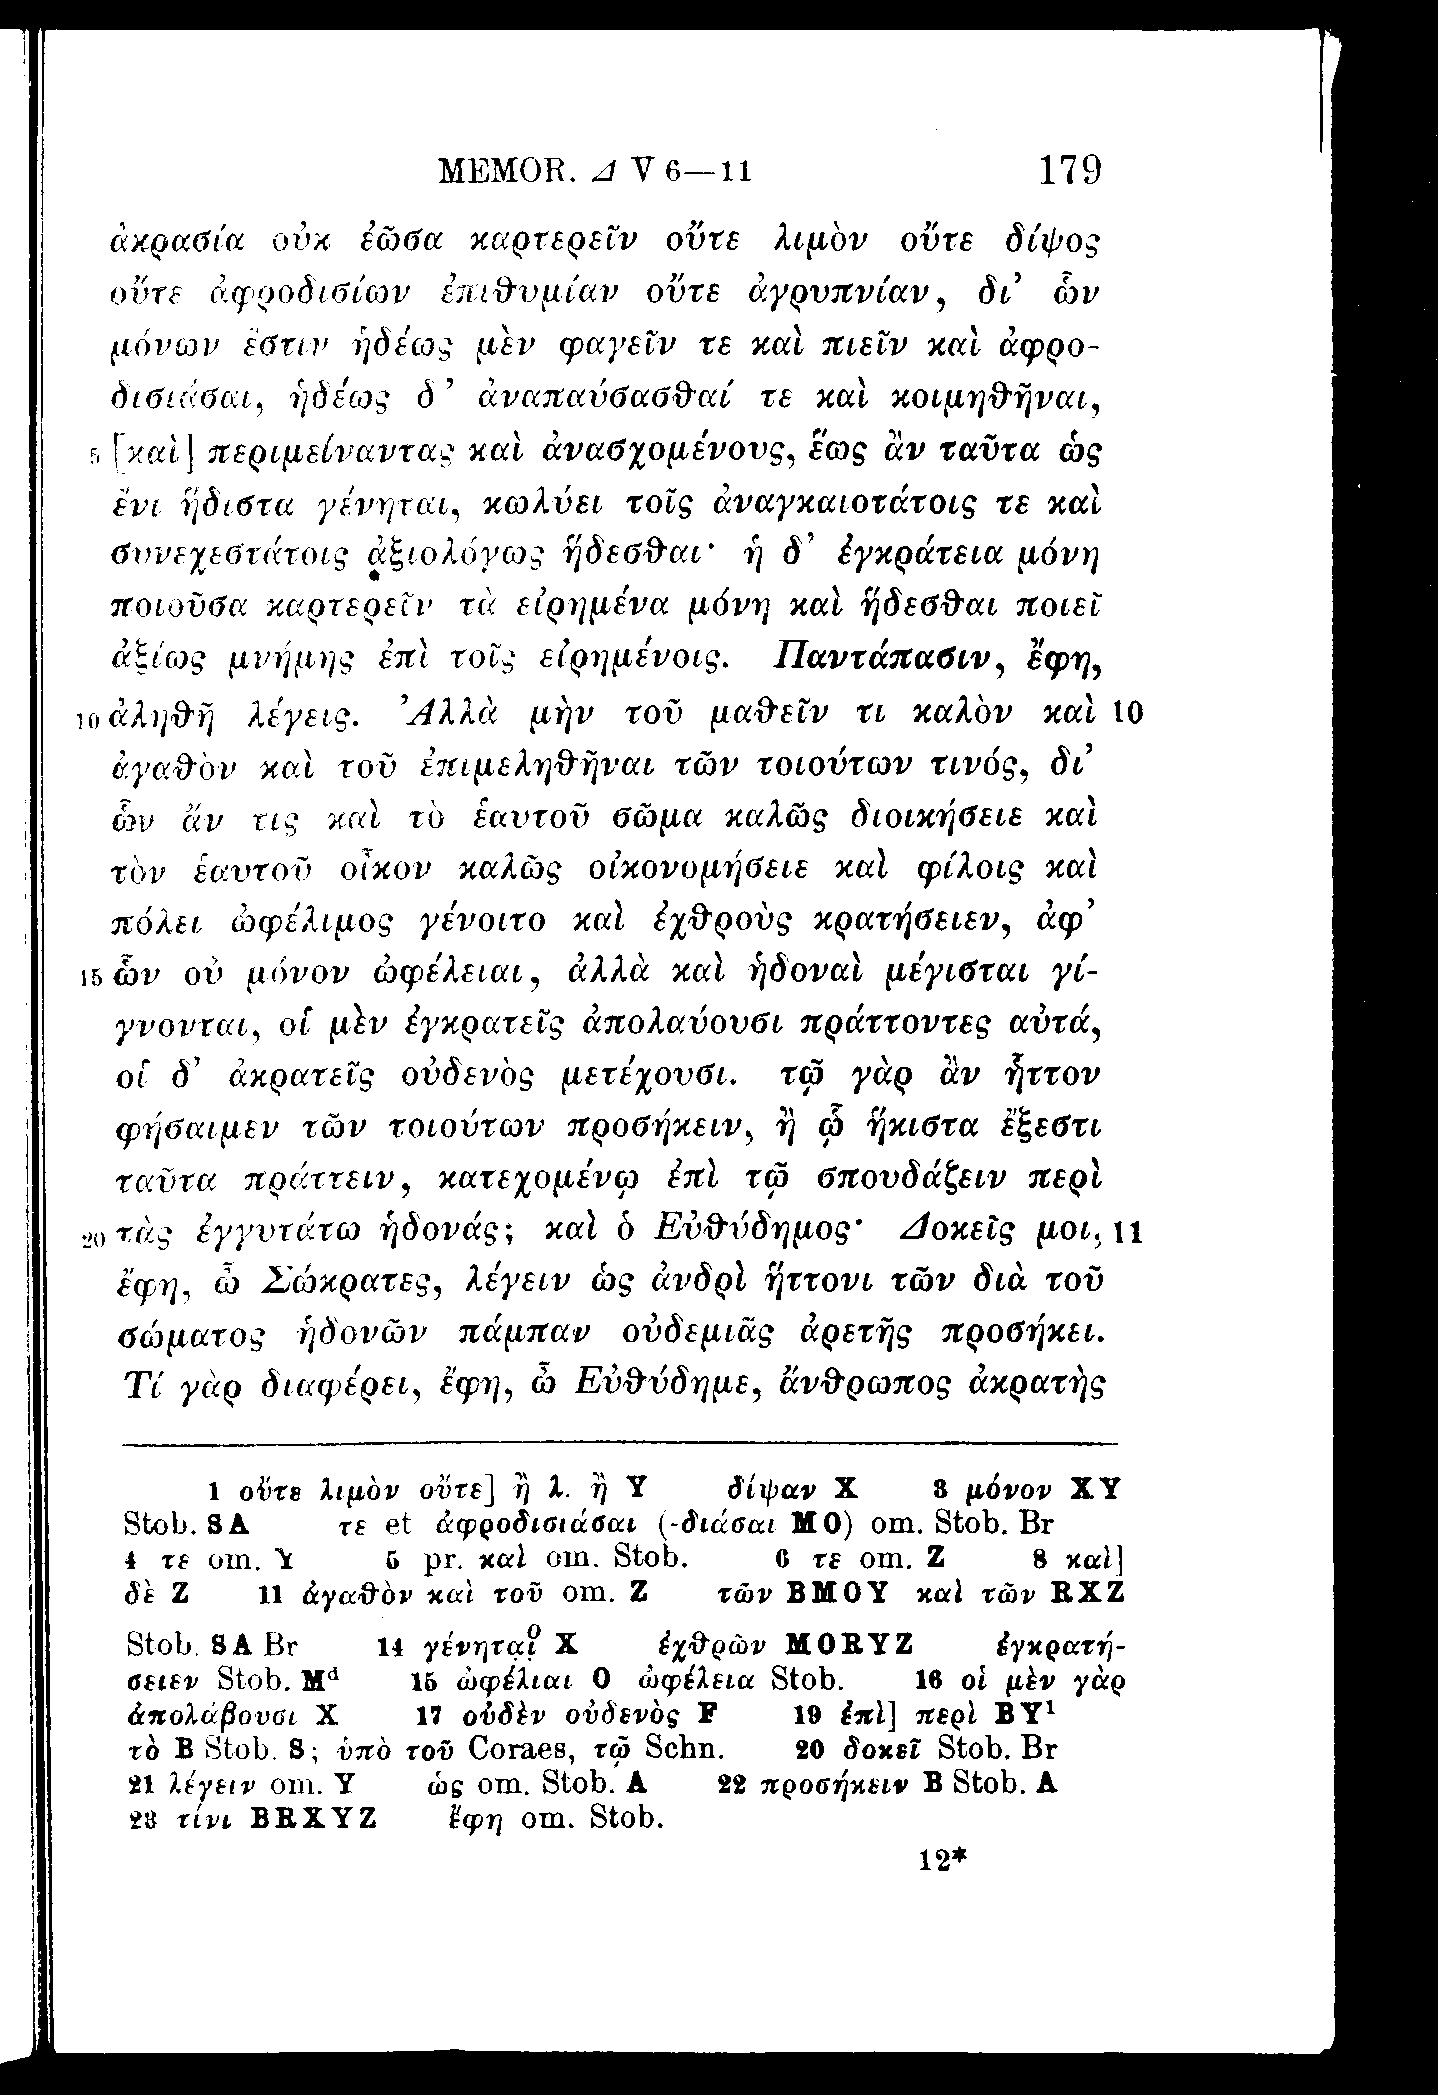 MEMOR. Δ V 6—11 179
ἀκρασία οὐκ ἐῶσα καρτερεῖν οὔτε λιμὸν οὔτε δίψος
οὔτε ἀφροδισίων ἐπιθυμίαν οὔτε ἀγρυπνίαν, δι’ ὧν
μόνων ἔστιν ἡδέως μὲν φαγεῖν τε καὶ πιεῖν καὶ ἀφρο-
δισιάσαι, ἡδέως δ’ ἀναπαύσασθαί τε καὶ κοιμηθῆναι,
5 [καὶ] περιμείναντας καὶ ἀνασχομένους, ἕως ἂν ταῦτα ὡς
ἔνι ἥδιστα γένηται, κωλύει τοῖς ἀναγκαιοτάτοις τε καὶ
συνεχεστάτοις ἀξιολόγως ἥδεσθαι· ἡ δ’ ἐγκράτεια μόνη
ποιοῦσα καρτερεῖν τὰ εἰρημένα μόνη καὶ ἥδεσθαι ποιεῖ
ἀξίως μνήμης ἐπὶ τοῖς εἰρημένοις. Παντάπασιν, ἔφη,
10 ἀληθῆ λέγεις. Ἀλλὰ μὴν τοῦ μαθεῖν τι καλὸν καὶ 10
ἀγαθὸν καὶ τοῦ ἐπιμεληθῆναι τῶν τοιούτων τινός, δι’
ὧν ἄν τις καὶ τὸ ἑαυτοῦ σῶμα καλῶς διοικήσειε καὶ
τὸν ἑαυτοῦ οἶκον καλῶς οἰκονομήσειε καὶ φίλοις καὶ
πόλει ὠφέλιμος γένοιτο καὶ ἐχθροὺς κρατήσειεν, ἀφ’
15 ὧν οὐ μόνον ὠφέλειαι, ἀλλὰ καὶ ἡδοναὶ μέγισται γί-
γνονται, οἱ μὲν ἐγκρατεῖς ἀπολαύουσι πράττοντες αὐτά,
οἱ δ’ ἀκρατεῖς οὐδενὸς μετέχουσι. τῷ γὰρ ἂν ἧττον
φήσαιμεν τῶν τοιούτων προσήκειν, ἢ ᾧ ἥκιστα ἔξεστι
ταῦτα πράττειν, κατεχομένῳ ἐπὶ τῷ σπουδάζειν περὶ
20 τὰς ἐγγυτάτω ἡδονάς; καὶ ὁ Εὐθύδημος· Δοκεῖς μοι, 11
ἔφη, ὦ Σώκρατες, λέγειν ὡς ἀνδρὶ ἥττονι τῶν διὰ τοῦ
σώματος ἡδονῶν πάμπαν οὐδεμιᾶς ἀρετῆς προσήκει.
Τί γὰρ διαφέρει, ἔφη, ὦ Εὐθύδημε, ἄνθρωπος ἀκρατὴς
1 οὔτε λιμὸν οὔτε] ἢ λ. ἢ Y δίψαν X 3 μόνον XY
Stob. SA τε et ἀφροδισιάσαι (-διάσαι MO) om. Stob. Br
4 τε om. Y 5 pr. καὶ om. Stob. 6 τε om. Z 8 καὶ]
δὲ Z 11 ἀγαθὸν καὶ τοῦ om. Z τῶν BMOY καὶ τῶν RXZ
Stob. SA Br 14 X ἐχθρῶν MORYZ ἐγκρατή-
σειεν Stob. Mᵈ 15 ὠφέλιαι O ὠφέλεια Stob. 16 οἱ μὲν γὰρ
ἀπολάβουσι X 17 οὐδὲν οὐδενὸς F 19 ἐπὶ] περὶ BY¹
τὸ B Stob. S; ὑπὸ τοῦ Coraes, τῷ Schn. 20 δοκεῖ Stob. Br
21 λέγειν om. Y ὡς om. Stob. A 22 προσήκειν B Stob. A
23 τίνι BRXYZ ἔφη om. Stob.
12*